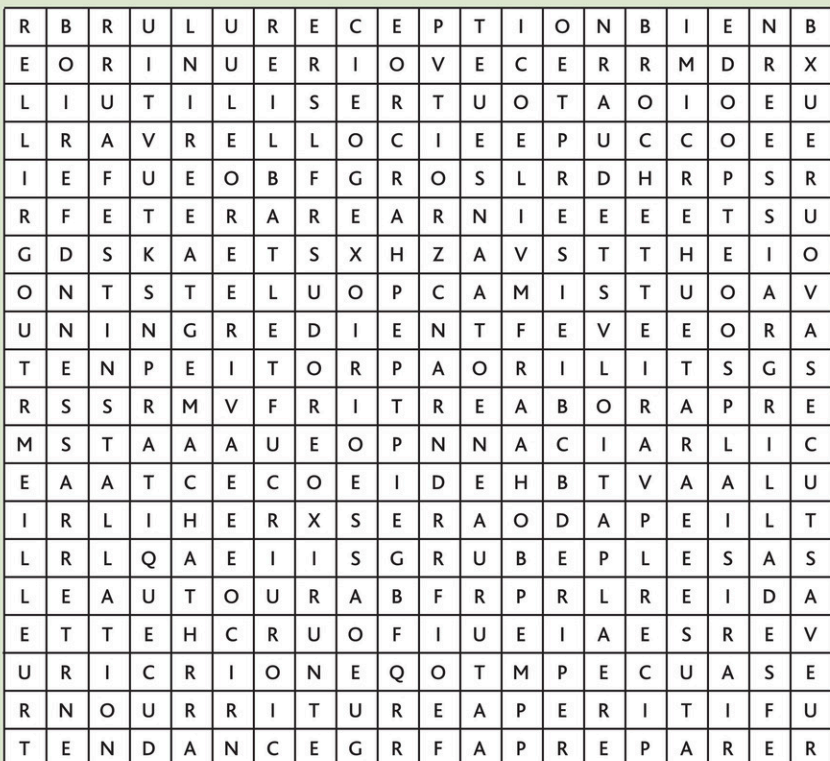 R B R U L U R E C E P T I O N B I E N B
E O R I N U E R I O V E C E R R M D R X
L I U T I L I S E R T U O T A O I O E U
L R A V R E L L O C I E E P U C C O E E
I E F U E O B F G R O S L R D H R P S R
R F E T E R A R E A R N I E E E E T S U
G D S K A E T S X H Z A V S T T H E I O
O N T S T E L U O P C A M I S T U O A V
U N I N G R E D I E N T F E V E E O R A
T E N P E I T O R P A O R I L I T S G S
R S S R M V F R I T R E A B O R A P R E
M S T A A A U E O P N N A C I A R L I C
E A A T C E C O E I D E H B T V A A L U
I R L I H E R X S E R A O D A P E I L T
L R L Q A E I I S G R U B E P L E S A S
L E A U T O U R A B F R P R L R E I D A
E T T E H C R U O F I U E I A E S R E V
U R I C R I O N E Q O T M P E C U A S E
R N O U R R I T U R E A P E R I T I F U
T E N D A N C E G R F A P R E P A R E R